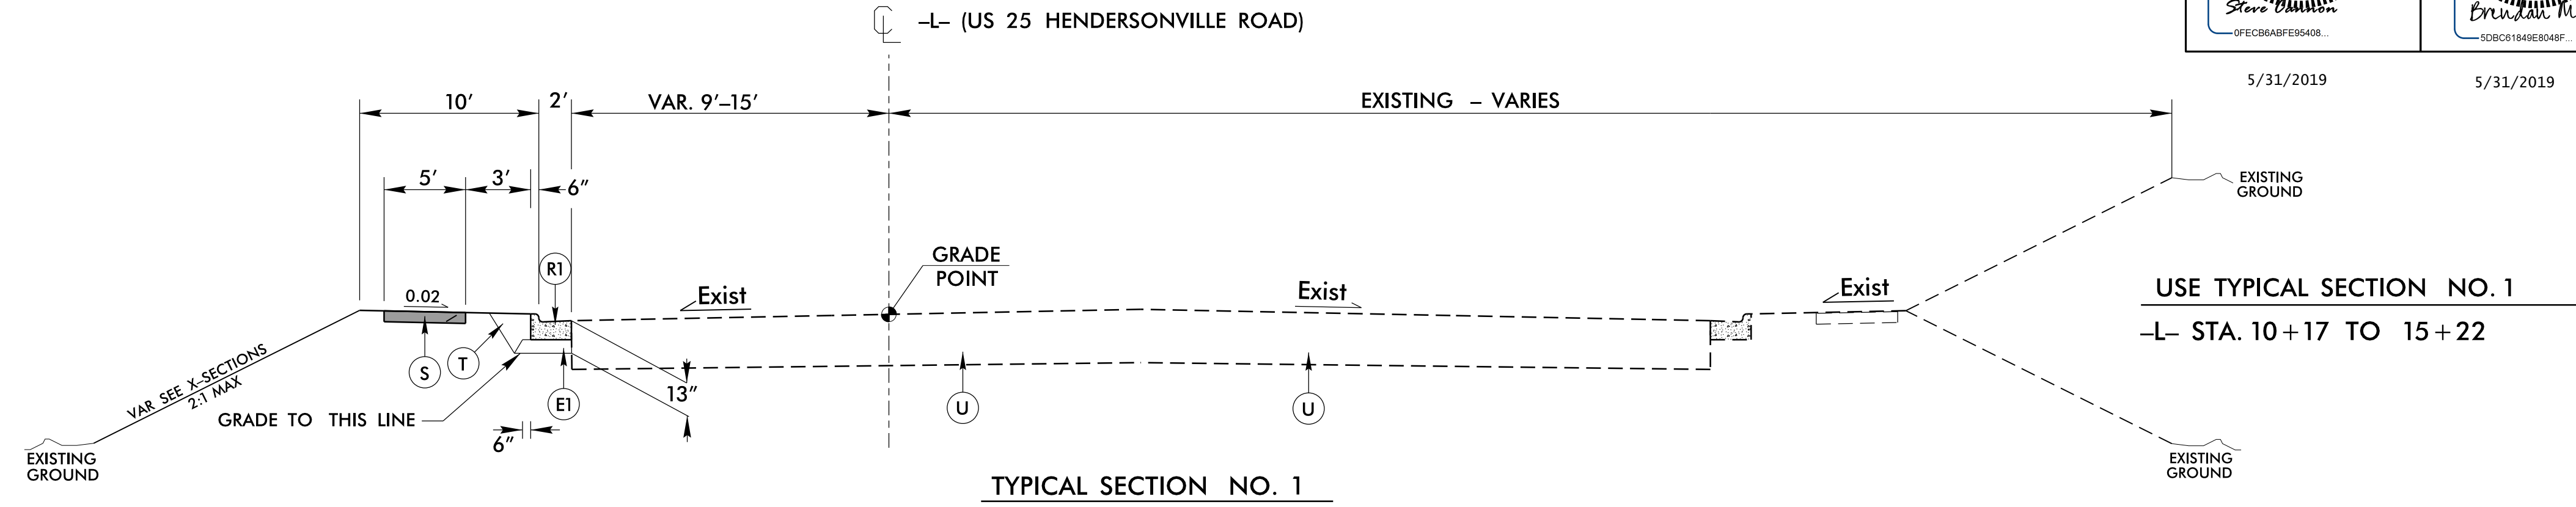 Steve Cannon
0FECB6ABFE95408...
Brendan M
5DBC61849E8048F...
5/31/2019
5/31/2019
CL
–L– (US 25 HENDERSONVILLE ROAD)
10'
2'
VAR. 9'–15'
EXISTING – VARIES
5'
3'
6"
EXISTING
GROUND
R1
GRADE
POINT
0.02
Exist
Exist
Exist
USE TYPICAL SECTION NO. 1
–L– STA. 10+17 TO 15+22
VAR SEE X–SECTIONS
2:1 MAX
S
T
E1
13"
U
U
GRADE TO THIS LINE
6"
EXISTING
GROUND
EXISTING
GROUND
TYPICAL SECTION NO. 1